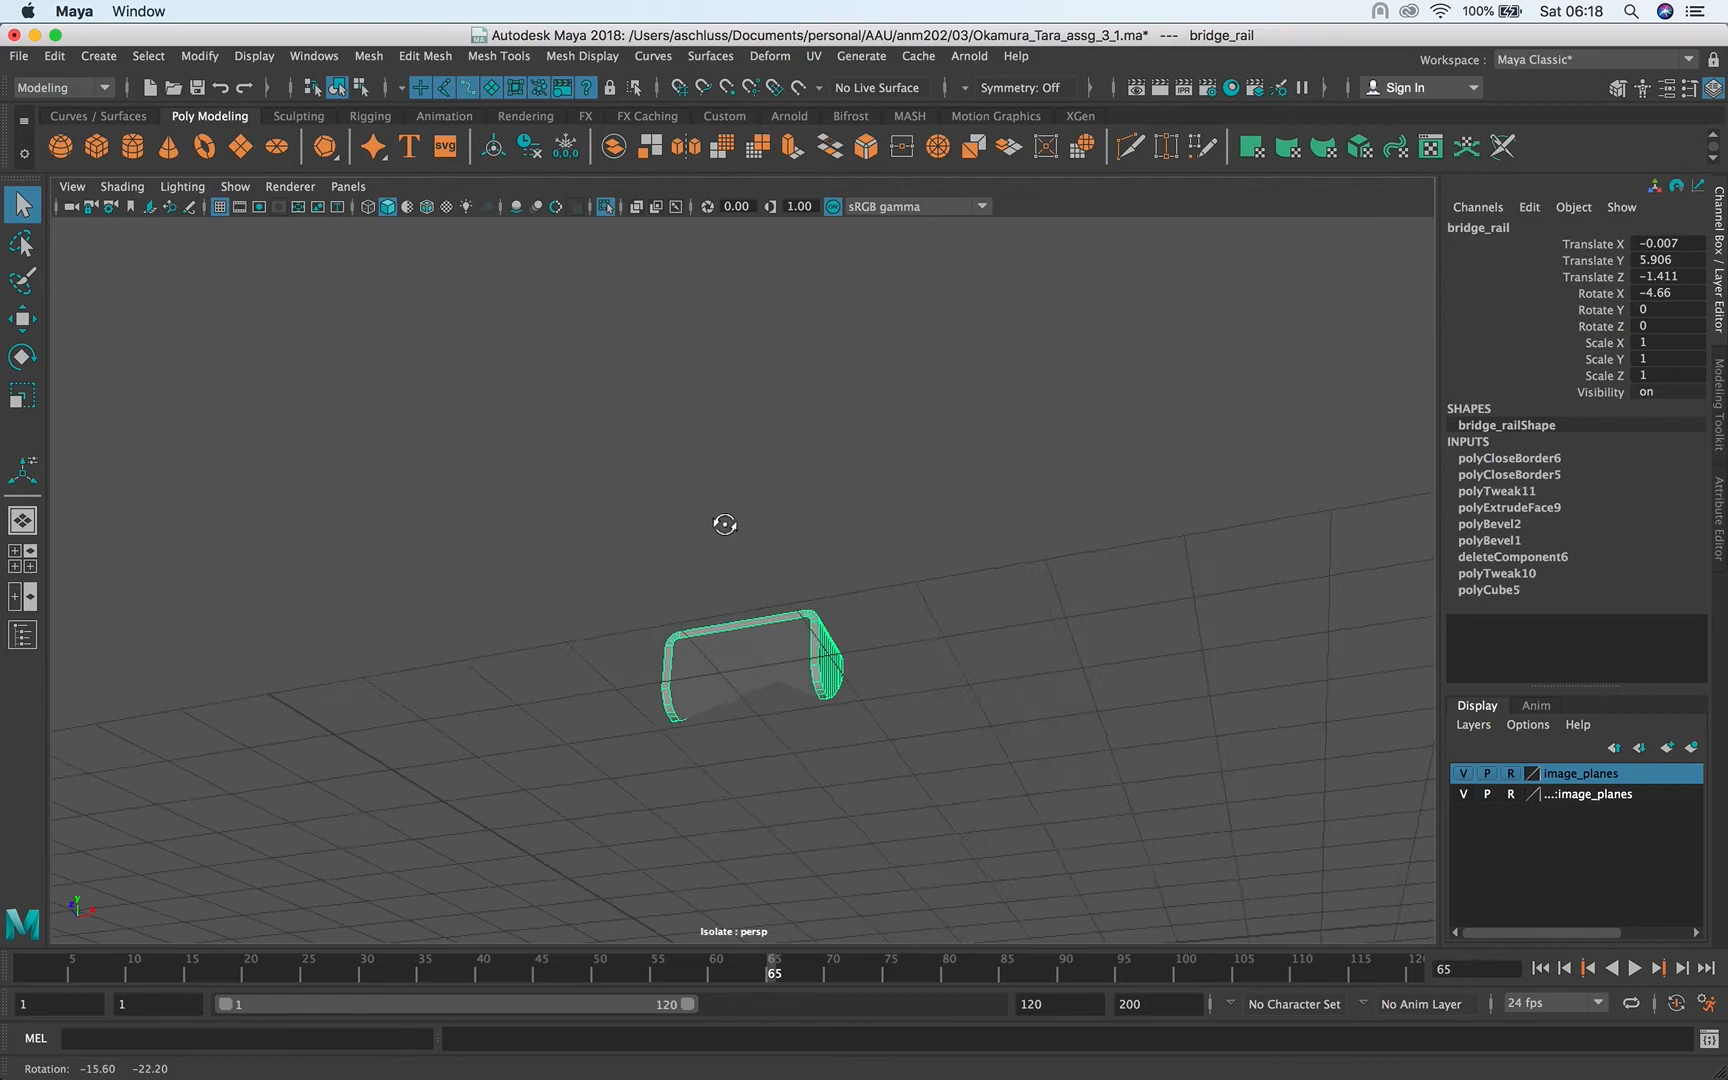 Maya Window 100% Sat 06:18
Autodesk Maya 2018: /Users/aschluss/Documents/personal/AAU/anm202/03/Okamura_Tara_assg_3_1.ma* --- bridge_rail
File Edit Create Select Modify Display Windows Mesh Edit Mesh Mesh Tools Mesh Display Curves Surfaces Deform UV Generate Cache Arnold Help Workspace : Maya Classic*
Modeling No Live Surface Symmetry: Off Sign In
Curves / Surfaces Poly Modeling Sculpting Rigging Animation Rendering FX FX Caching Custom Arnold Bifrost MASH Motion Graphics XGen
T svg 0,0,0
View Shading Lighting Show Renderer Panels
0.00 1.00 ON sRGB gamma
Channels Edit Object Show
bridge_rail
Translate X -0.007
Translate Y 5.906
Translate Z -1.411
Rotate X -4.66
Rotate Y 0
Rotate Z 0
Scale X 1
Scale Y 1
Scale Z 1
Visibility on
SHAPES
bridge_railShape
INPUTS
polyCloseBorder6
polyCloseBorder5
polyTweak11
polyExtrudeFace9
polyBevel2
polyBevel1
deleteComponent6
polyTweak10
polyCube5
Channel Box / Layer Editor
Modeling Toolkit
Attribute Editor
Display Anim
Layers Options Help
V P R image_planes
V P R ...:image_planes
y z x
Isolate : persp
5 10 15 20 25 30 35 40 45 50 55 60 65 70 75 80 85 90 95 100 105 110 115 12
65 65
1 1 1 120 120 200 No Character Set No Anim Layer 24 fps
MEL
Rotation: -15.60 -22.20